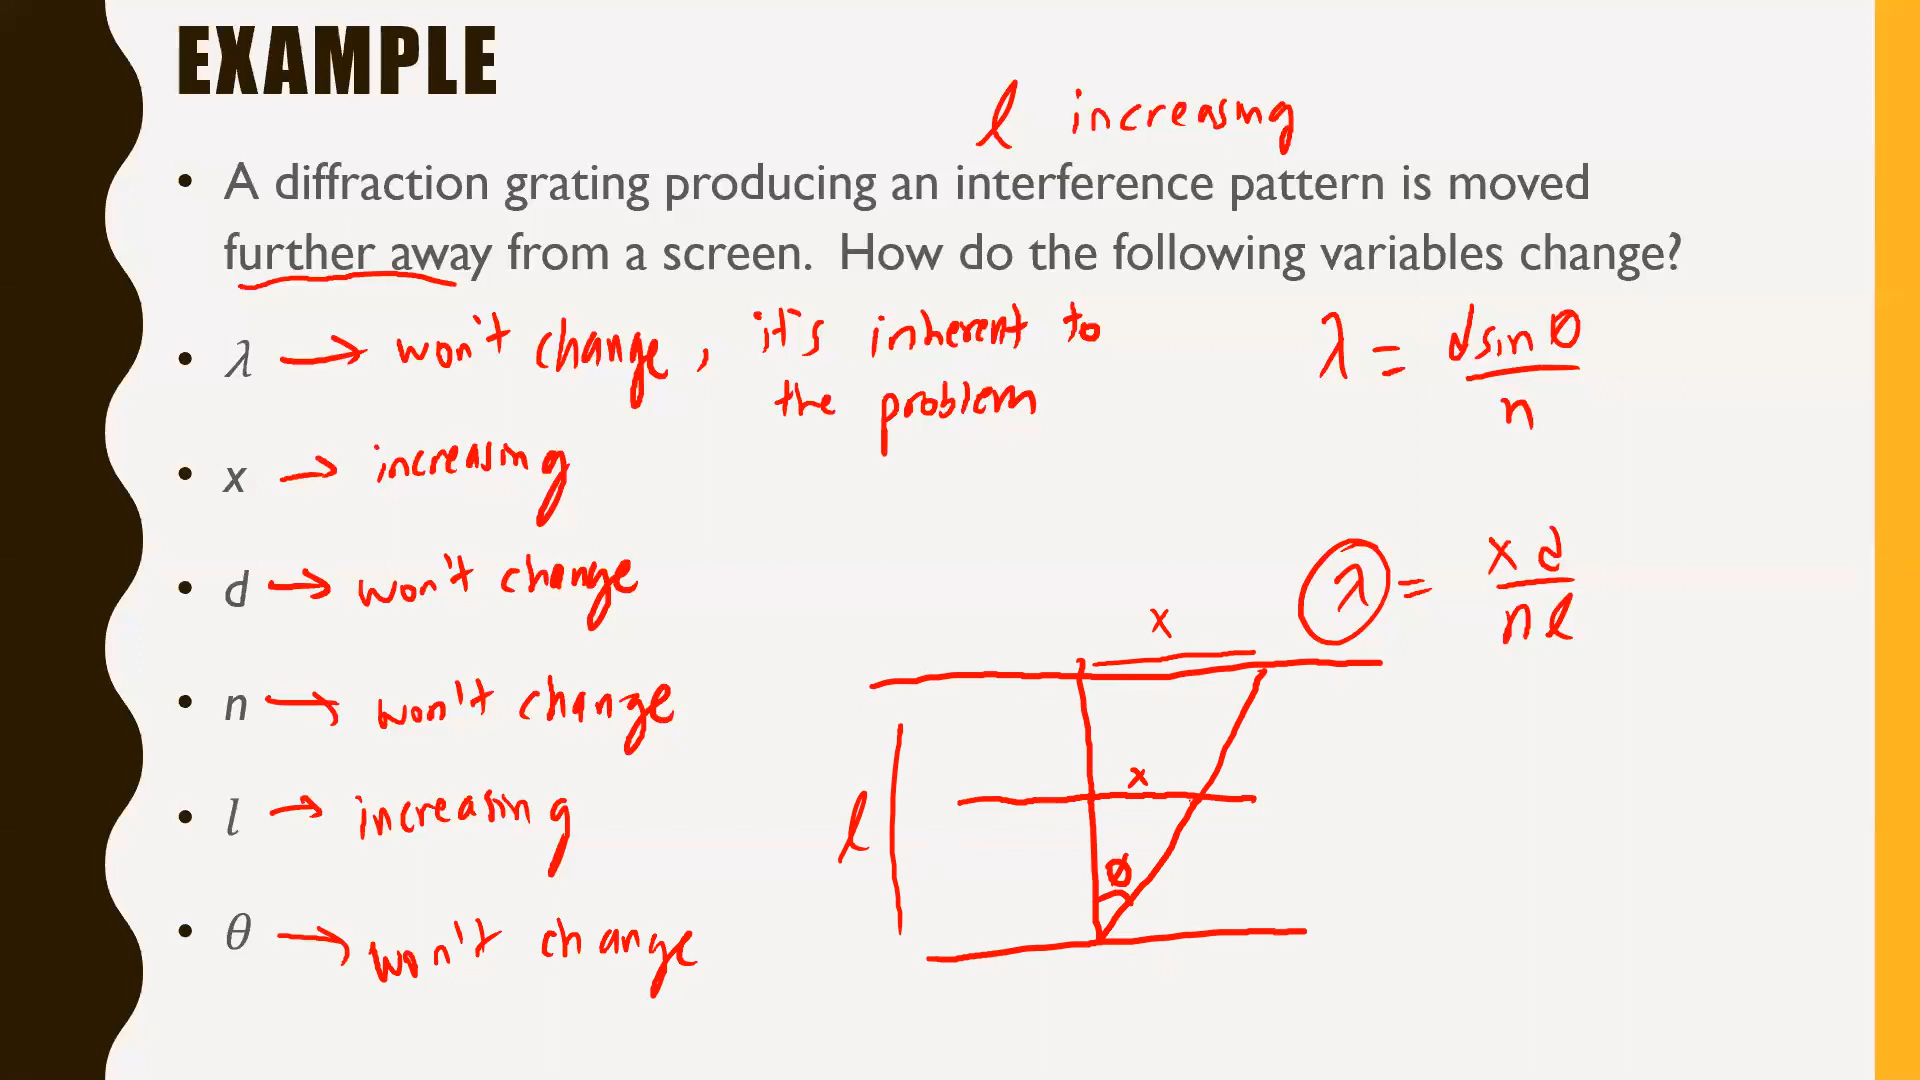 EXAMPLE
l increasing
• A diffraction grating producing an interference pattern is moved
further away from a screen. How do the following variables change?
• λ → won't change, it's inherent to
the problem
λ = d sin θ / n
• x → increasing
• d → won't change
λ = x d / n l
x
• n → won't change
x
• l → increasing
l
θ
• θ → won't change